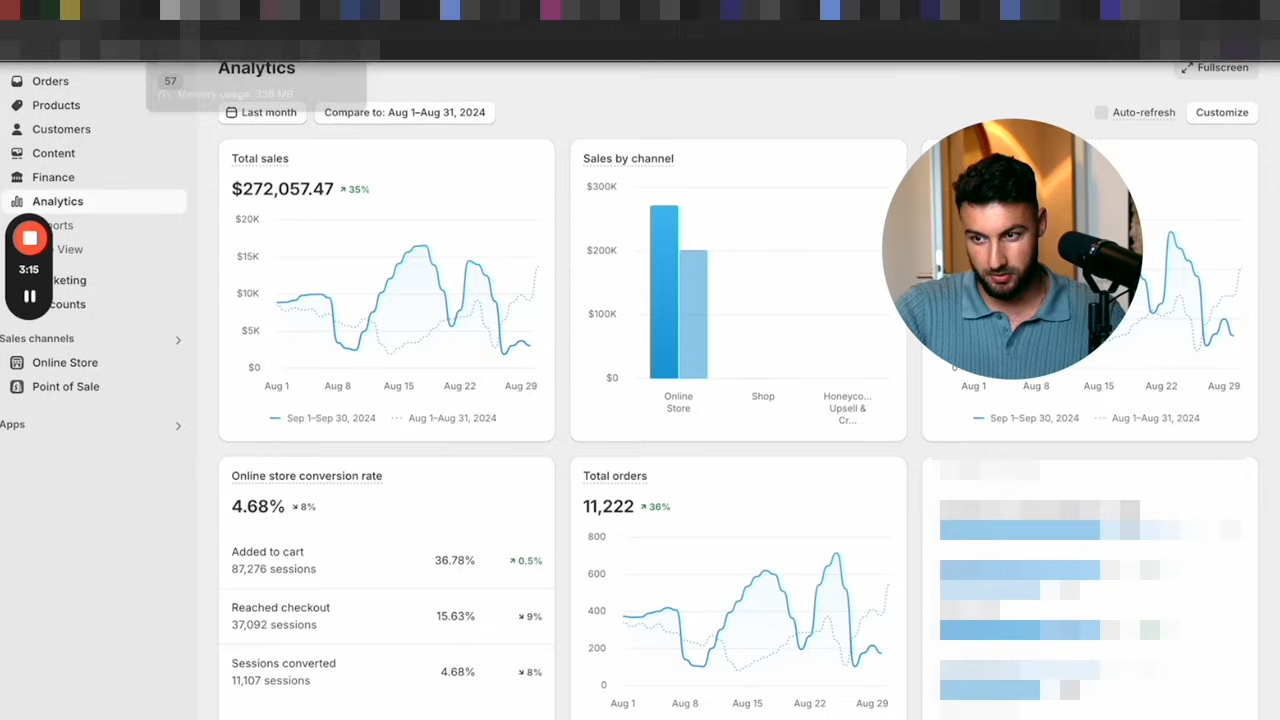 Orders
Products
Customers
Content
Finance
Analytics
orts
View
keting
counts
3:15
Sales channels
Online Store
Point of Sale
Apps
57
Memory usage: 326 MB
Analytics
Fullscreen
Last month
Compare to: Aug 1–Aug 31, 2024
Auto-refresh
Customize
Total sales
$272,057.47 35%
$20K
$15K
$10K
$5K
$0
Aug 1 Aug 8 Aug 15 Aug 22 Aug 29
Sep 1–Sep 30, 2024 Aug 1–Aug 31, 2024
Sales by channel
$300K
$200K
$100K
$0
Online Store
Shop
Honeyco...
Upsell &
Cr...
Aug 1 Aug 8 Aug 15 Aug 22 Aug 29
Sep 1–Sep 30, 2024 Aug 1–Aug 31, 2024
Online store conversion rate
4.68% 8%
Added to cart
87,276 sessions
36.78% 0.5%
Reached checkout
37,092 sessions
15.63% 9%
Sessions converted
11,107 sessions
4.68% 8%
Total orders
11,222 36%
800
600
400
200
0
Aug 1 Aug 8 Aug 15 Aug 22 Aug 29